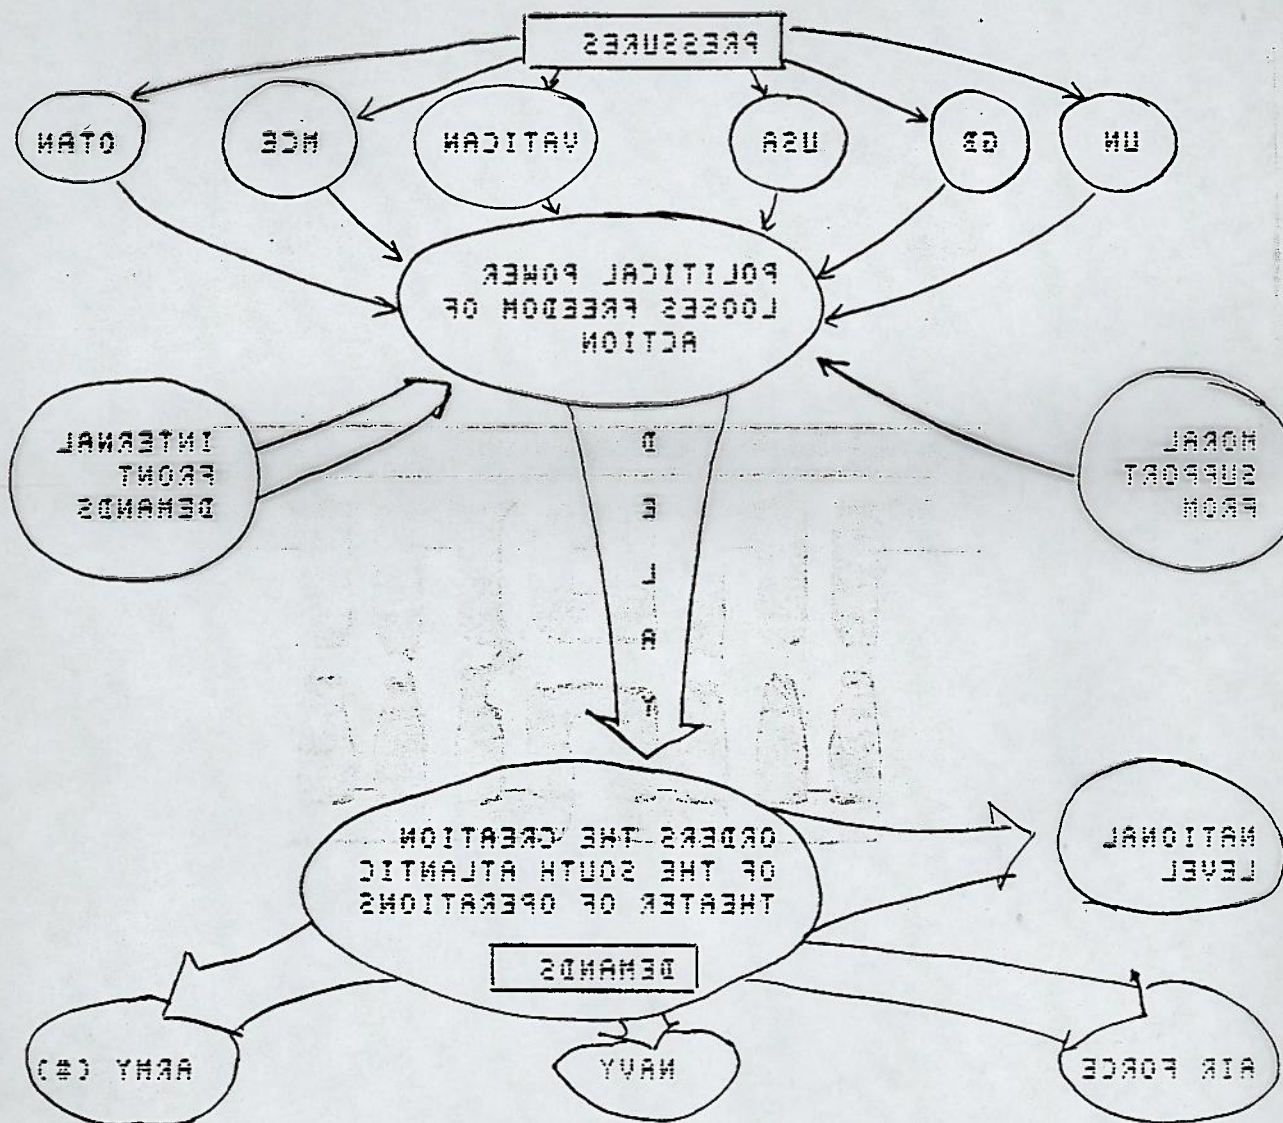 PRESSURES
UN
GB
USA
VATICAN
MCE
OTAN
POLITICAL POWER
LOOSES FREEDOM OF
ACTION
MORAL
SUPPORT
FROM
D
E
L
A
Y
INTERNAL
FRONT
DEMANDS
NATIONAL
LEVEL
ORDERS THE CREATION
OF THE SOUTH ATLANTIC
THEATER OF OPERATIONS
DEMANDS
AIR FORCE
NAVY
ARMY (#)